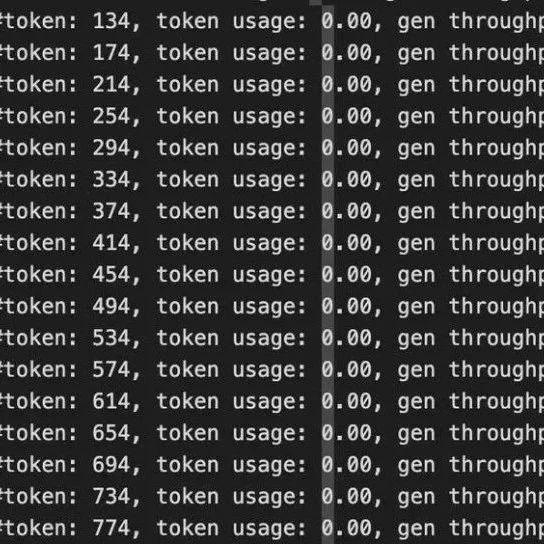 #token: 134, token usage: 0.00, gen throughp
#token: 174, token usage: 0.00, gen throughp
#token: 214, token usage: 0.00, gen throughp
#token: 254, token usage: 0.00, gen throughp
#token: 294, token usage: 0.00, gen throughp
#token: 334, token usage: 0.00, gen throughp
#token: 374, token usage: 0.00, gen throughp
#token: 414, token usage: 0.00, gen throughp
#token: 454, token usage: 0.00, gen throughp
#token: 494, token usage: 0.00, gen throughp
#token: 534, token usage: 0.00, gen throughp
#token: 574, token usage: 0.00, gen throughp
#token: 614, token usage: 0.00, gen throughp
#token: 654, token usage: 0.00, gen throughp
#token: 694, token usage: 0.00, gen throughp
#token: 734, token usage: 0.00, gen throughp
#token: 774, token usage: 0.00, gen throughp